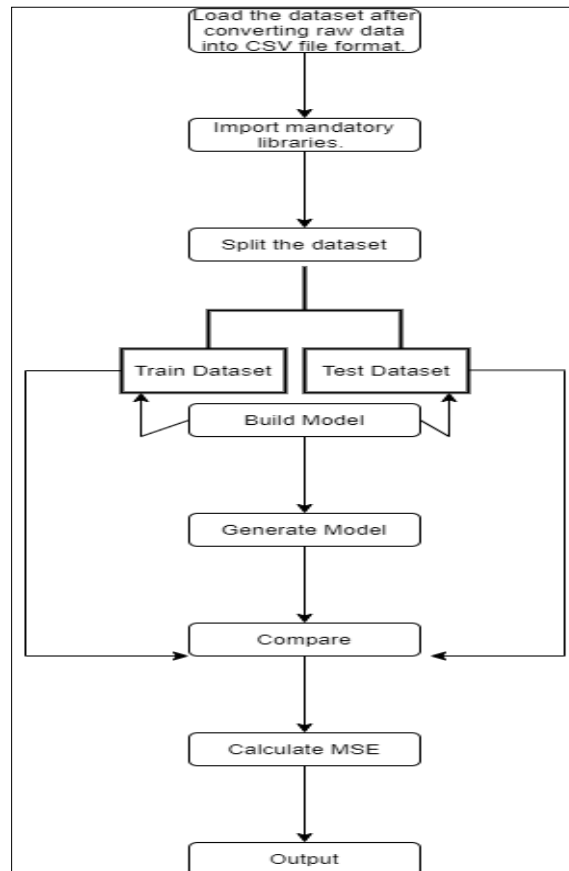 Load the dataset after
converting raw data
into CSV file format.
Import mandatory
libraries.
Split the dataset
Train Dataset
Test Dataset
Build Model
Generate Model
Compare
Calculate MSE
Output